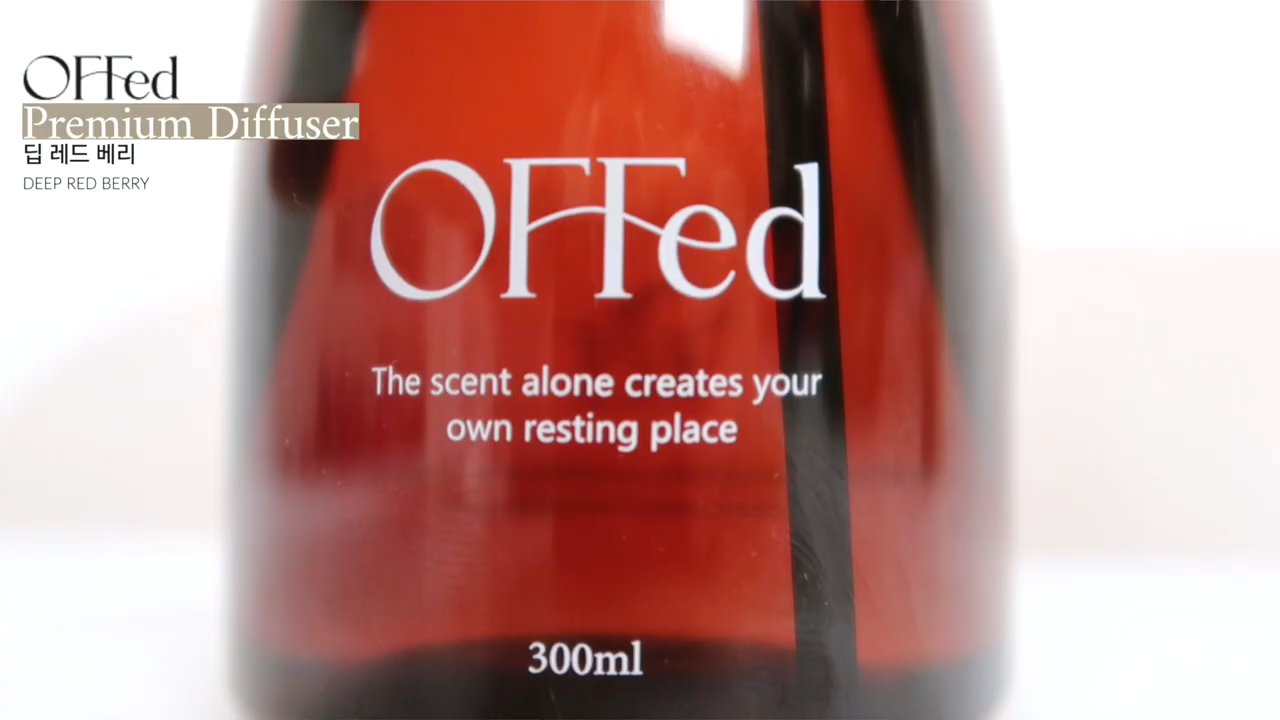 OFFed
Premium Diffuser
딥 레드 베리
DEEP RED BERRY
OFFed
The scent alone creates your
own resting place
300ml